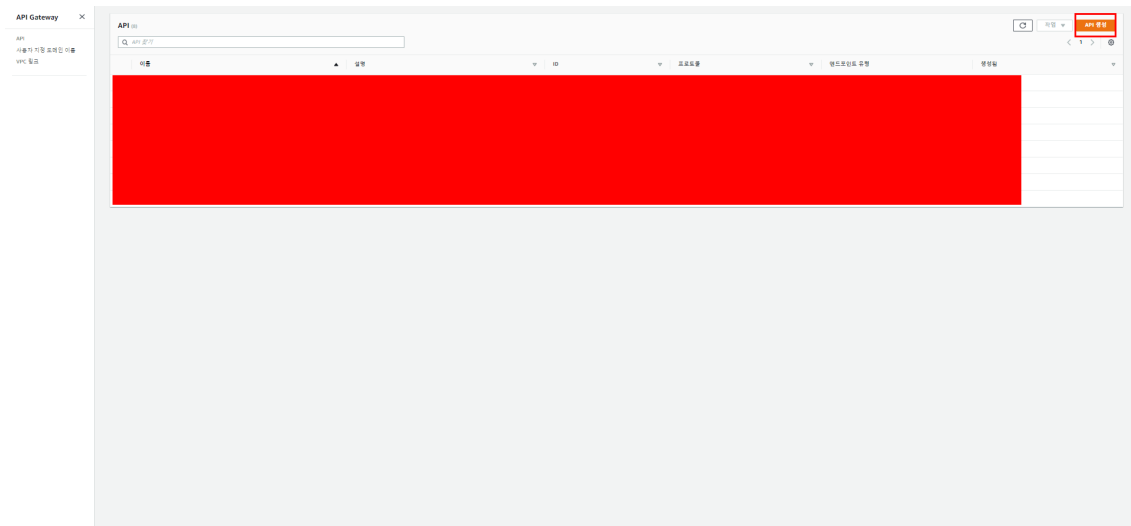 API Gateway
API
사용자 지정 도메인 이름
VPC 링크
API
작업
API 생성
API 찾기
1
이름
설명
ID
프로토콜
엔드포인트 유형
생성됨